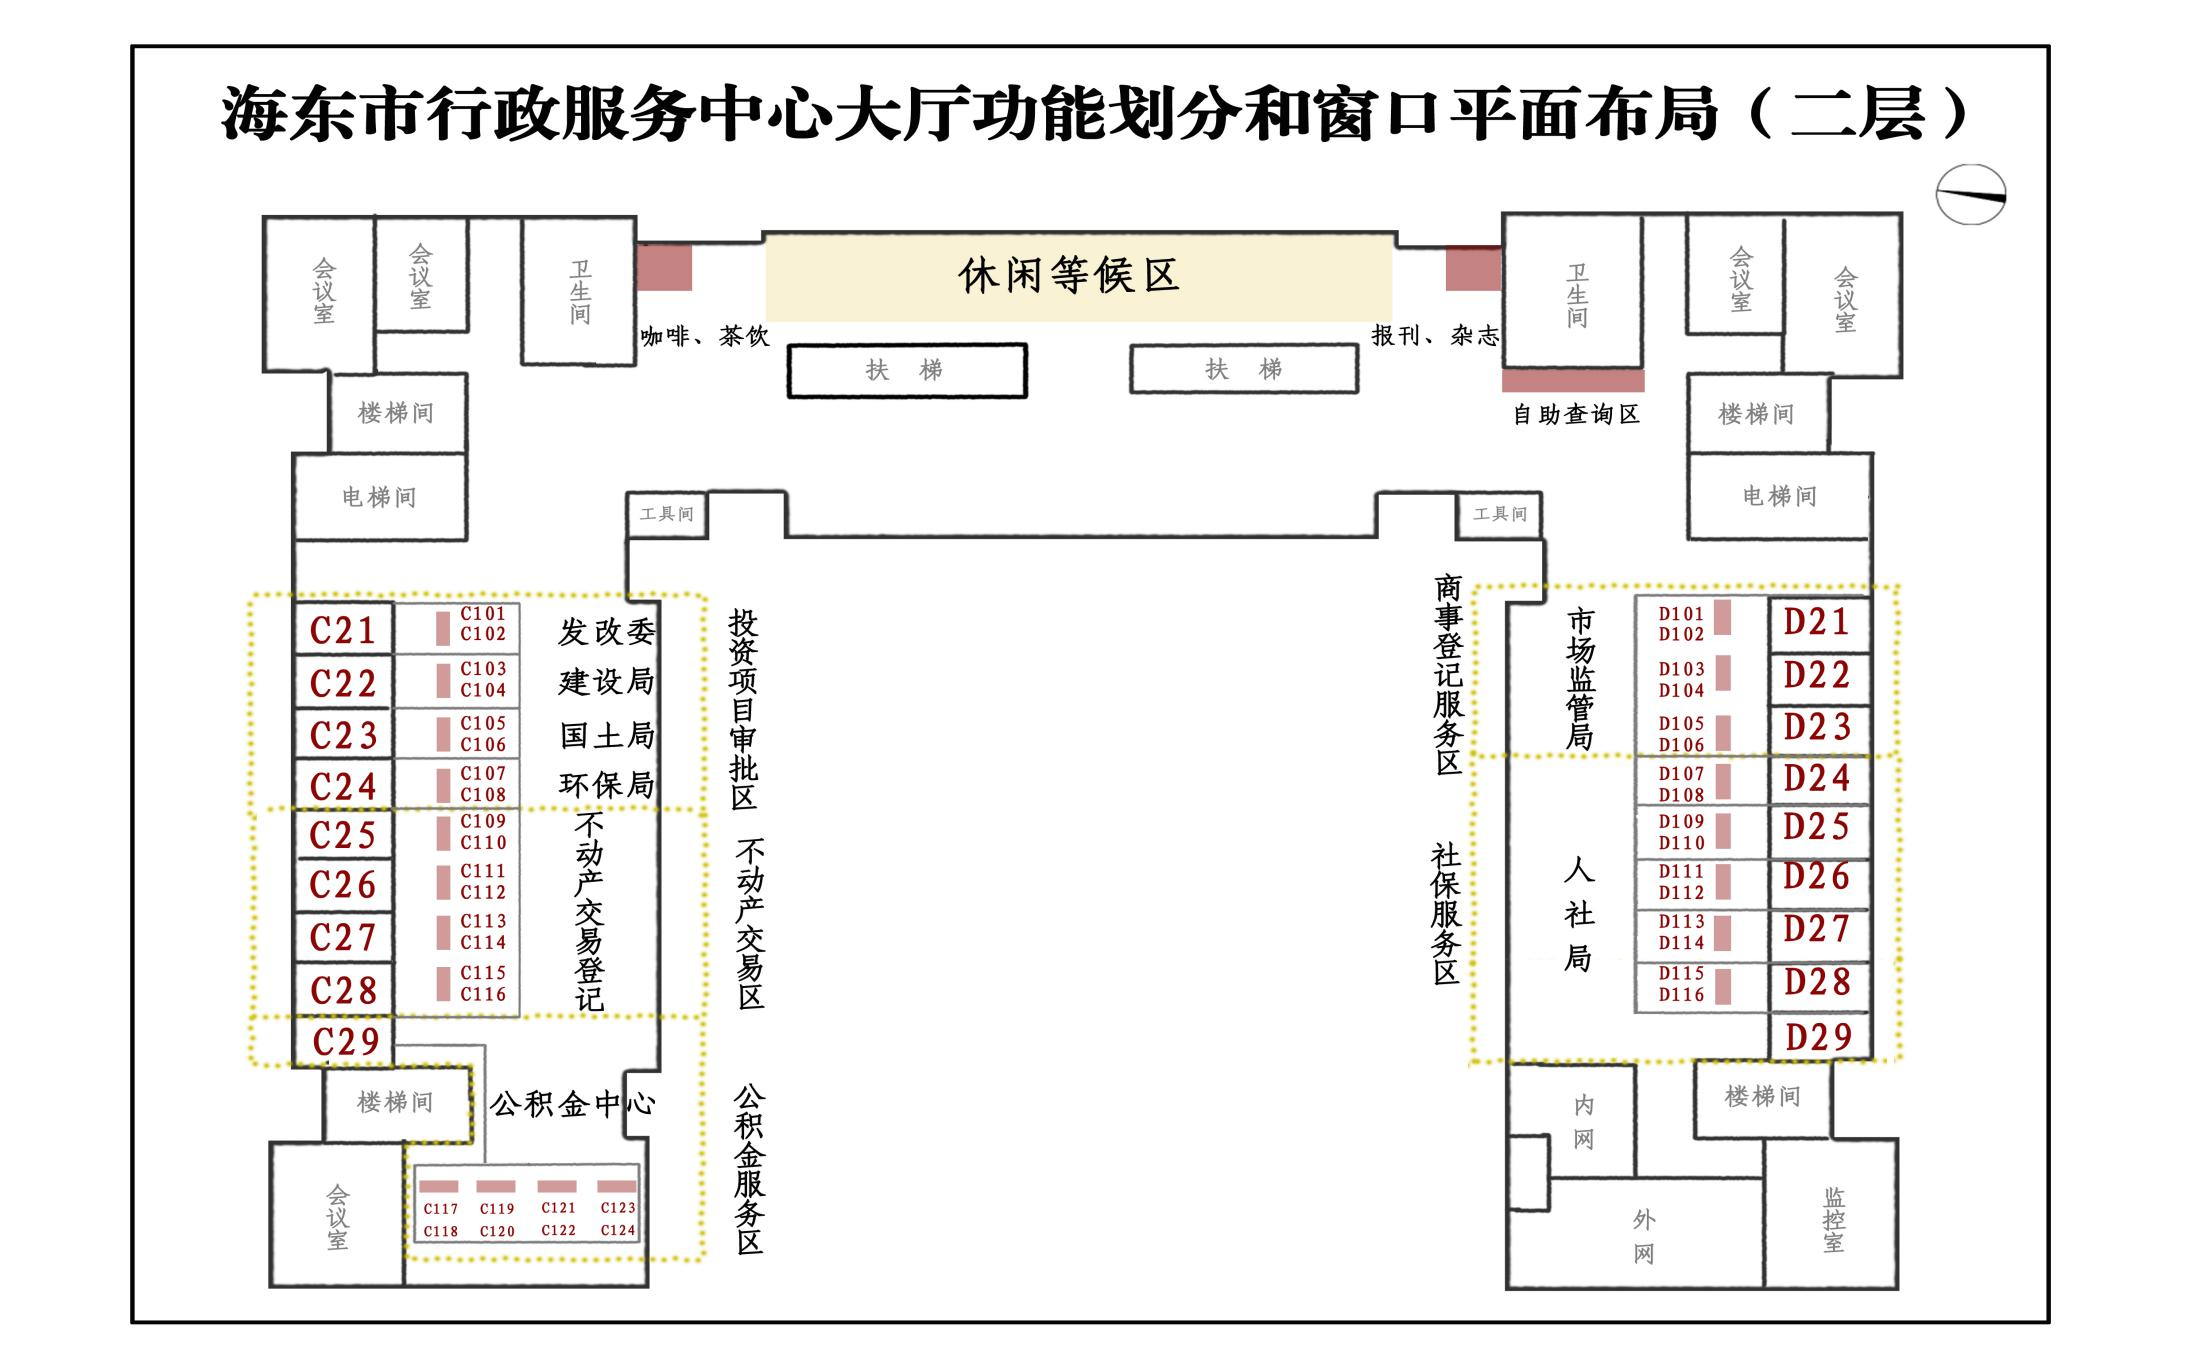 海东市行政服务中心大厅功能划分和窗口平面布局（二层）
会议室
会议室
卫生间
休闲等候区
卫生间
会议室
会议室
咖啡、茶饮
报刊、杂志
扶 梯
扶 梯
自助查询区
楼梯间
楼梯间
电梯间
电梯间
工具间
工具间
C21
C101
C102
发改委
C22
C103
C104
建设局
C23
C105
C106
国土局
C24
C107
C108
环保局
投资项目审批区
C25
C109
C110
C26
C111
C112
C27
C113
C114
C28
C115
C116
不动产交易登记
不动产交易区
C29
楼梯间
公积金中心
公积金服务区
会议室
C117
C119
C121
C123
C118
C120
C122
C124
商事登记服务区
市场监管局
D101
D102
D21
D103
D104
D22
D105
D106
D23
社保服务区
人社局
D107
D108
D24
D109
D110
D25
D111
D112
D26
D113
D114
D27
D115
D116
D28
D29
内网
楼梯间
外网
监控室